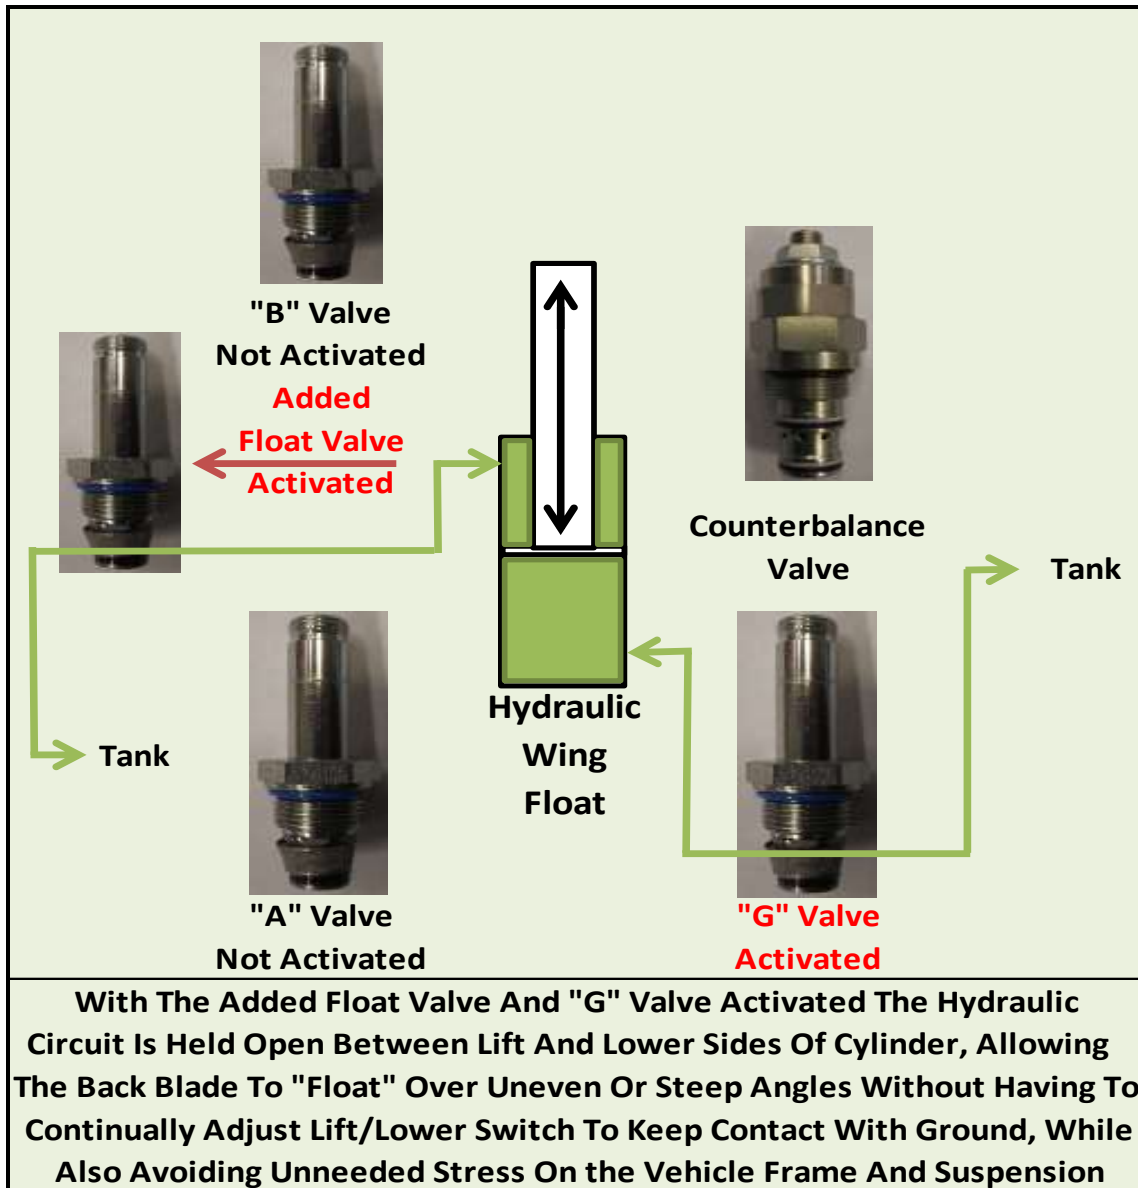 "B" Valve
Not Activated
Added
Float Valve
Activated
Counterbalance
Valve
Tank
Hydraulic
Wing
Float
Tank
"A" Valve
Not Activated
"G" Valve
Activated
With The Added Float Valve And "G" Valve Activated The Hydraulic
Circuit Is Held Open Between Lift And Lower Sides Of Cylinder, Allowing
The Back Blade To "Float" Over Uneven Or Steep Angles Without Having To
Continually Adjust Lift/Lower Switch To Keep Contact With Ground, While
Also Avoiding Unneeded Stress On the Vehicle Frame And Suspension